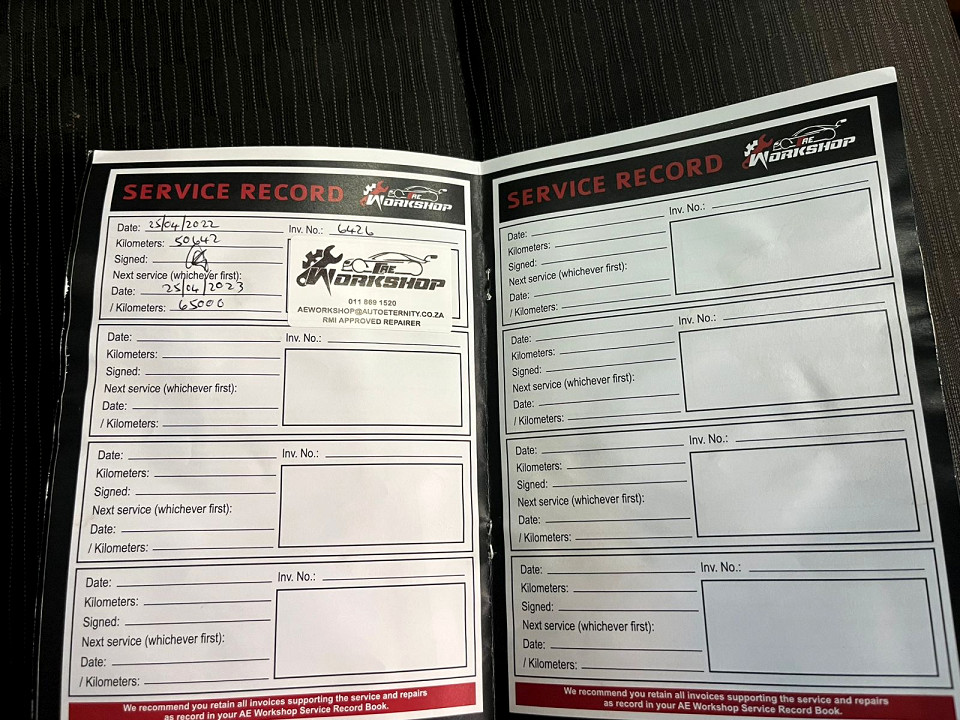 SERVICE RECORD
THE AE WORKSHOP
Date: 25/04/2022 Inv. No.: 6426
Kilometers: 50642
Signed:
Next service (whichever first):
Date: 25/04/2023
/ Kilometers: 65000
THE AE WORKSHOP
011 869 1520
AEWORKSHOP@AUTOETERNITY.CO.ZA
RMI APPROVED REPAIRER
Date: Inv. No.:
Kilometers:
Signed:
Next service (whichever first):
Date:
/ Kilometers:
Date: Inv. No.:
Kilometers:
Signed:
Next service (whichever first):
Date:
/ Kilometers:
Date: Inv. No.:
Kilometers:
Signed:
Next service (whichever first):
Date:
/ Kilometers:
We recommend you retain all invoices supporting the service and repairs
as record in your AE Workshop Service Record Book.
SERVICE RECORD
THE AE WORKSHOP
Date: Inv. No.:
Kilometers:
Signed:
Next service (whichever first):
Date:
/ Kilometers:
Date: Inv. No.:
Kilometers:
Signed:
Next service (whichever first):
Date:
/ Kilometers:
Date: Inv. No.:
Kilometers:
Signed:
Next service (whichever first):
Date:
/ Kilometers:
Date: Inv. No.:
Kilometers:
Signed:
Next service (whichever first):
Date:
/ Kilometers:
We recommend you retain all invoices supporting the service and repairs
as record in your AE Workshop Service Record Book.